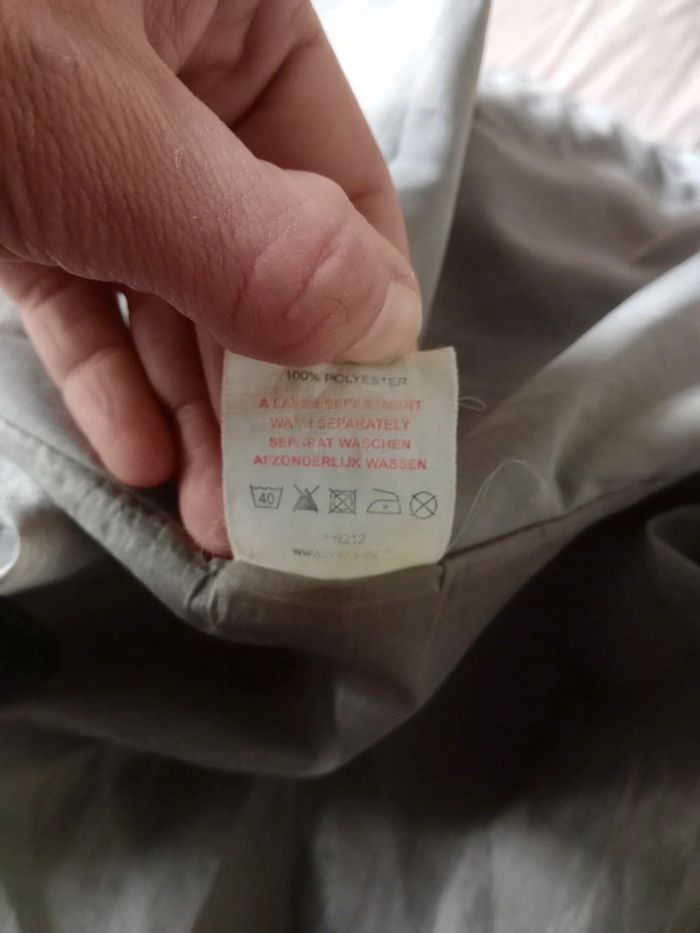 100% POLYESTER
A LAVER SEPAREMENT
WASH SEPARATELY
SEPARAT WASCHEN
AFZONDERLIJK WASSEN
40